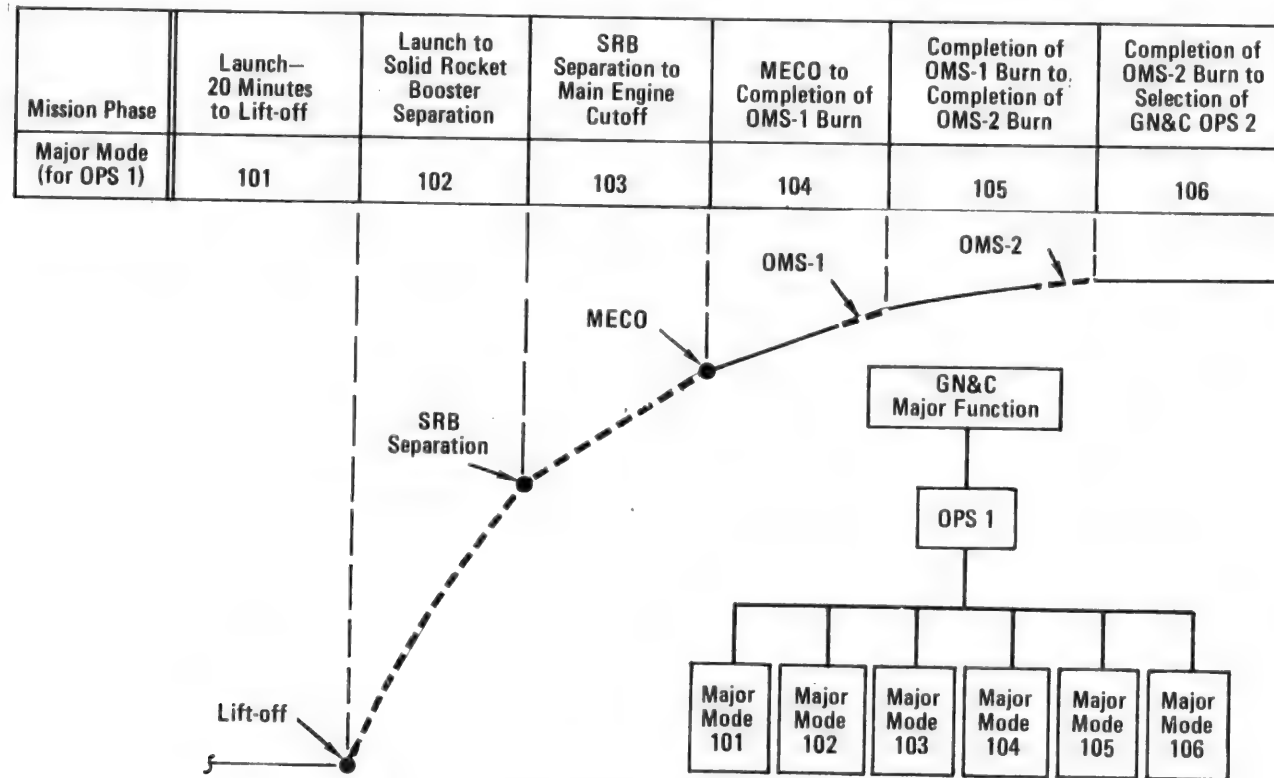 Mission Phase
Launch—
20 Minutes
to Lift-off
Launch to
Solid Rocket
Booster
Separation
SRB
Separation to
Main Engine
Cutoff
MECO to
Completion of
OMS-1 Burn
Completion of
OMS-1 Burn to
Completion of
OMS-2 Burn
Completion of
OMS-2 Burn to
Selection of
GN&C OPS 2
Major Mode
(for OPS 1)
101
102
103
104
105
106
OMS-2
OMS-1
MECO
SRB
Separation
Lift-off
GN&C
Major Function
OPS 1
Major
Mode
101
Major
Mode
102
Major
Mode
103
Major
Mode
104
Major
Mode
105
Major
Mode
106